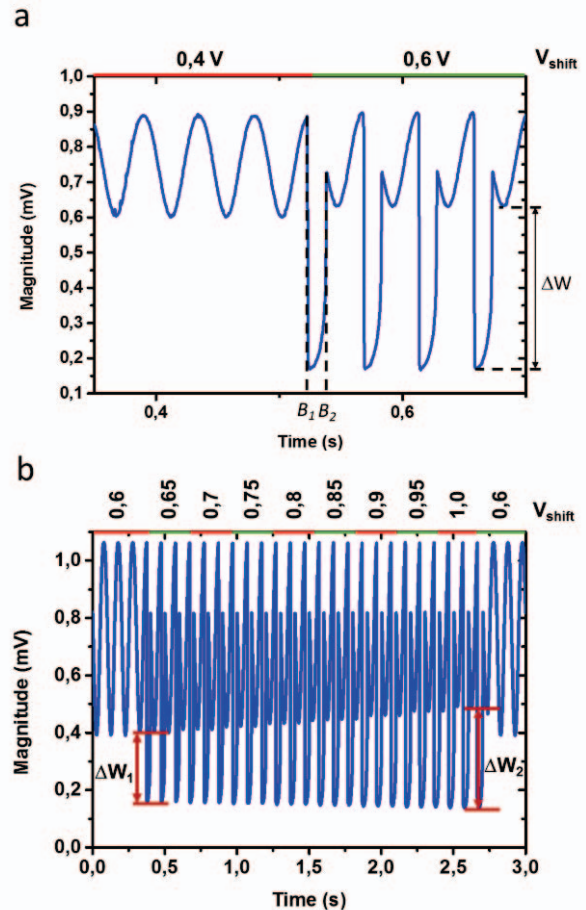 a
0,4 V 0,6 V V shift
1,0
0,9
0,8
0,7
0,6
0,5
0,4
0,3
0,2
0,1
Magnitude (mV)
ΔW
0,4 B1 B2 0,6
Time (s)
b
0,6 0,65 0,7 0,75 0,8 0,85 0,9 0,95 1,0 0,6 V shift
1,0
0,8
0,6
0,4
0,2
0,0
Magnitude (mV)
ΔW1 ΔW2
0,0 0,5 1,0 1,5 2,0 2,5 3,0
Time (s)